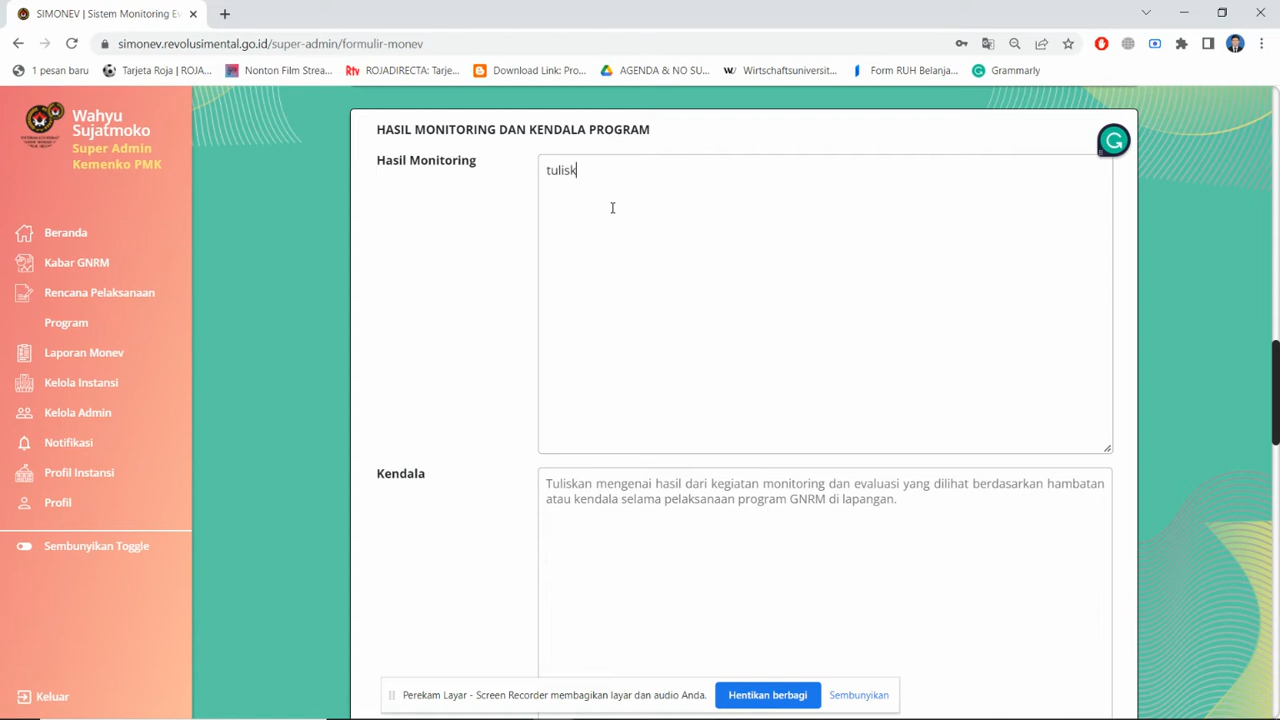 SIMONEV | Sistem Monitoring Ev
simonev.revolusimental.go.id/super-admin/formulir-monev
1 pesan baru
Tarjeta Roja | ROJA...
Nonton Film Strea...
Rtv
ROJADIRECTA: Tarje...
Download Link: Pro...
AGENDA & NO SU...
Wirtschaftsuniversit...
Form RUH Belanja...
Grammarly
Wahyu
Sujatmoko
Super Admin
Kemenko PMK
Beranda
Kabar GNRM
Rencana Pelaksanaan
Program
Laporan Monev
Kelola Instansi
Kelola Admin
Notifikasi
Profil Instansi
Profil
Sembunyikan Toggle
Keluar
HASIL MONITORING DAN KENDALA PROGRAM
Hasil Monitoring
tulisk
Kendala
Tuliskan mengenai hasil dari kegiatan monitoring dan evaluasi yang dilihat berdasarkan hambatan
atau kendala selama pelaksanaan program GNRM di lapangan.
Perekam Layar - Screen Recorder membagikan layar dan audio Anda.
Hentikan berbagi
Sembunyikan